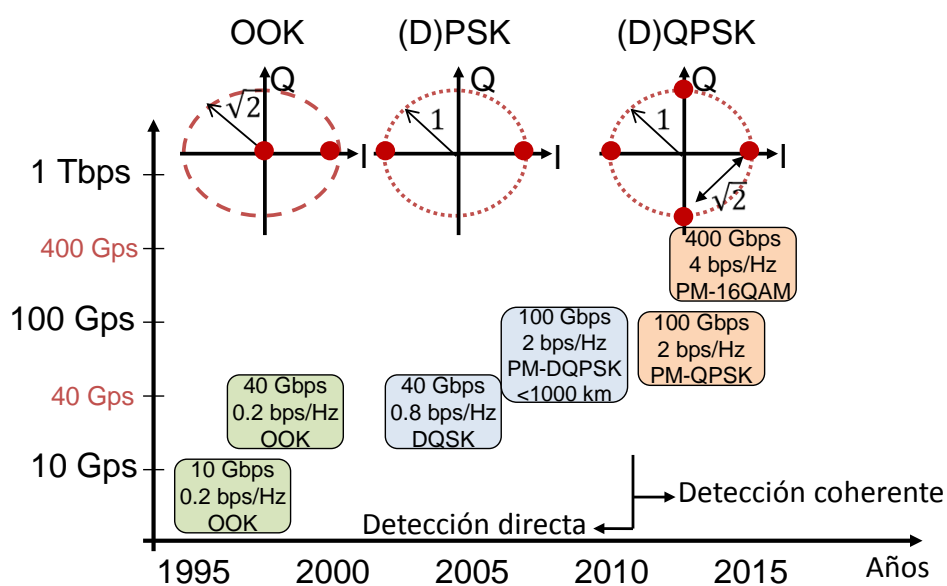 OOK
(D)PSK
(D)QPSK
Q
Q
Q
√2
1
1
I
I
I
√2
1 Tbps
400 Gps
100 Gps
40 Gps
10 Gps
400 Gbps
4 bps/Hz
PM-16QAM
100 Gbps
2 bps/Hz
PM-DQPSK
<1000 km
100 Gbps
2 bps/Hz
PM-QPSK
40 Gbps
0.2 bps/Hz
OOK
40 Gbps
0.8 bps/Hz
DQSK
10 Gbps
0.2 bps/Hz
OOK
Detección coherente
Detección directa
1995
2000
2005
2010
2015
Años